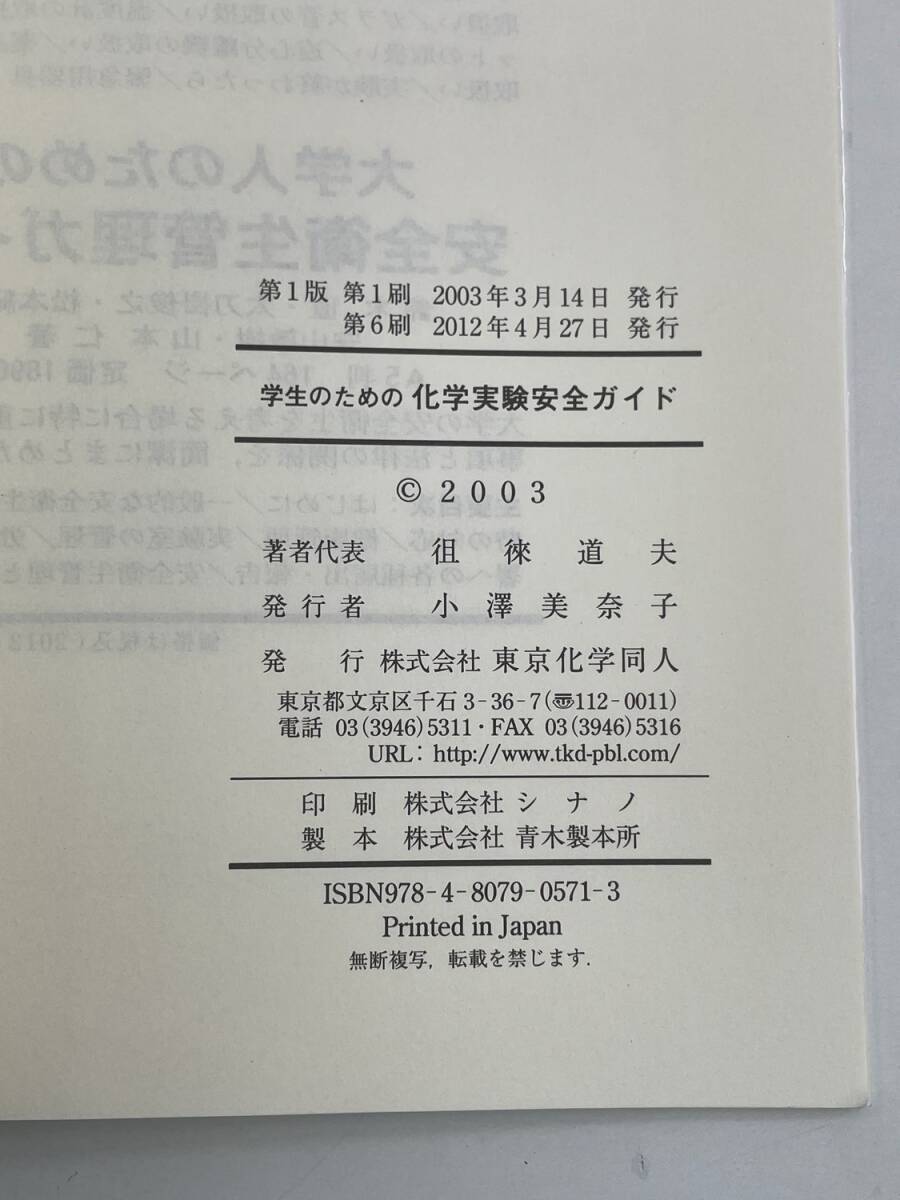 第1版 第1刷 2003年3月14日 発行
第6刷 2012年4月27日 発行
学生のための 化学実験安全ガイド
© 2003
著者代表 徂徠道夫
発行者 小澤美奈子
発行 株式会社 東京化学同人
東京都文京区千石3-36-7(〠112-0011)
電話 03(3946)5311・FAX 03(3946)5316
URL: http://www.tkd-pbl.com/
印刷 株式会社 シナノ
製本 株式会社 青木製本所
ISBN978-4-8079-0571-3
Printed in Japan
無断複写，転載を禁じます.